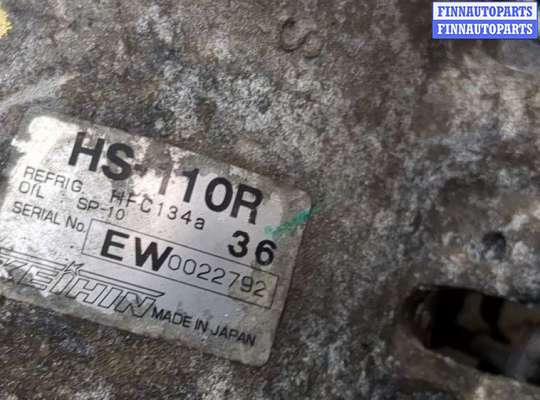 FINNAUTOPARTS
FINNAUTOPARTS
HS-110R
REFRIG. HFC134a
OIL : SP-10
36
SERIAL No. EW0022792
KEIHIN MADE IN JAPAN